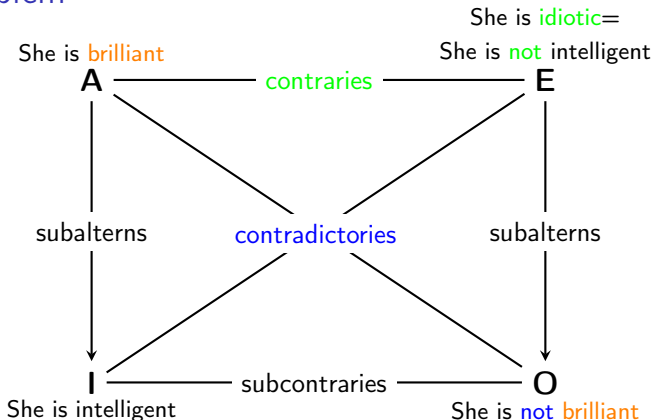 She is idiotic=
She is brilliant
She is not intelligent
A
contraries
E
subalterns
contradictories
subalterns
I
subcontraries
O
She is intelligent
She is not brilliant